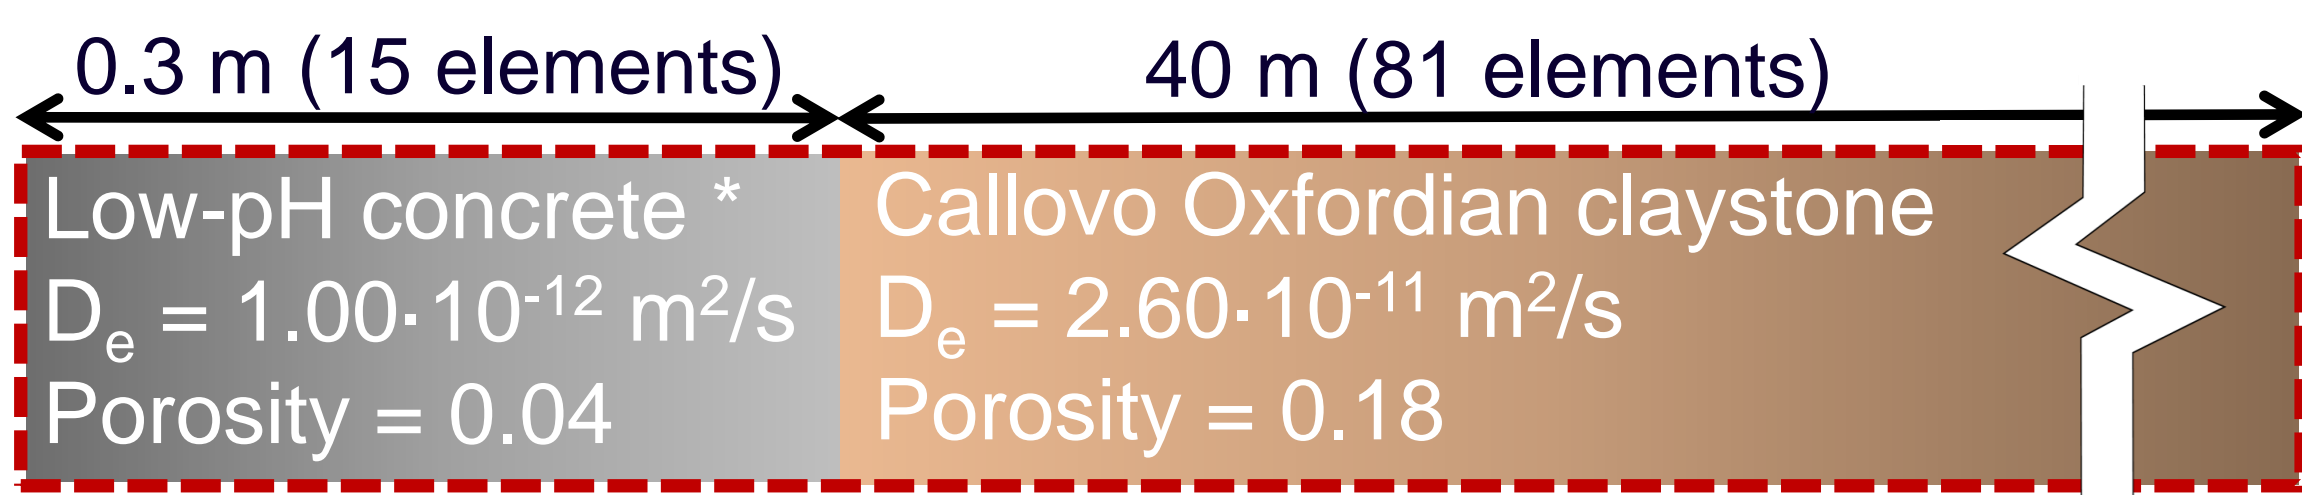 0.3 m (15 elements)
40 m (81 elements)
Low-pH concrete *
Dₑ = 1.00·10⁻¹² m²/s
Porosity = 0.04
Callovo Oxfordian claystone
Dₑ = 2.60·10⁻¹¹ m²/s
Porosity = 0.18